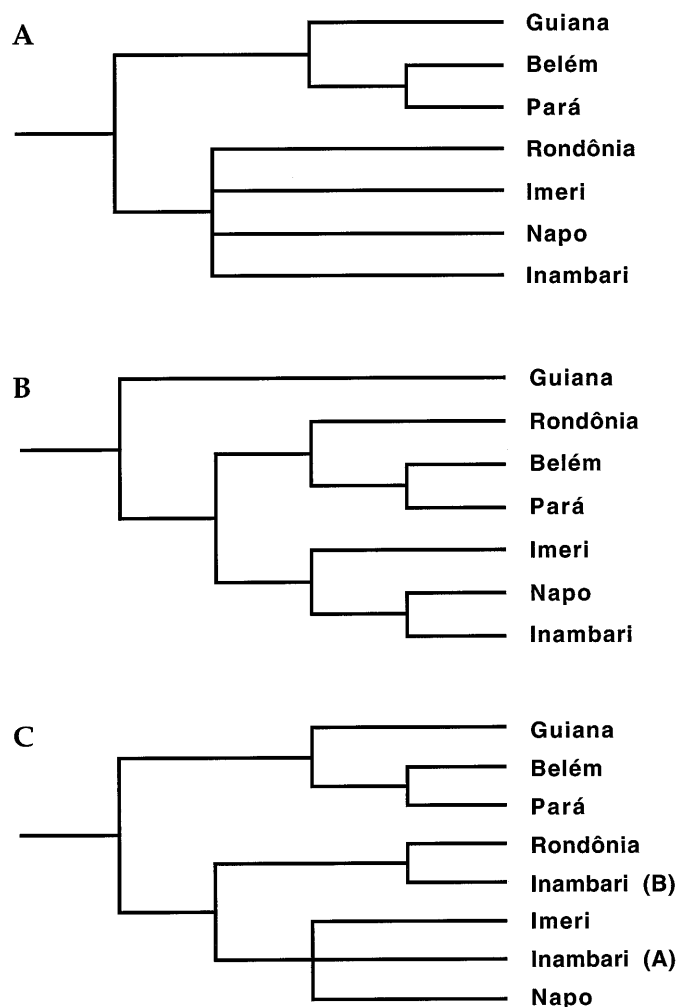 A
Guiana
Belém
Pará
Rondônia
Imeri
Napo
Inambari
B
Guiana
Rondônia
Belém
Pará
Imeri
Napo
Inambari
C
Guiana
Belém
Pará
Rondônia
Inambari (B)
Imeri
Inambari (A)
Napo